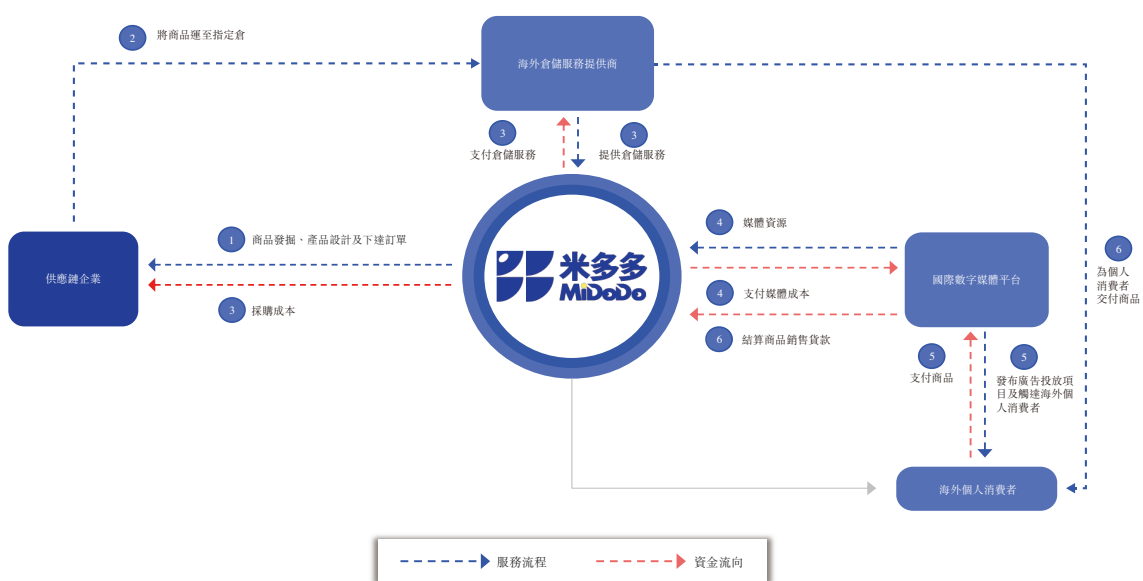 2
將商品運至指定倉
海外倉儲服務提供商
3
支付倉儲服務
3
提供倉儲服務
1
商品發掘、產品設計及下達訂單
供應鏈企業
3
採購成本
米多多
MiDoDo
4
媒體資源
4
支付媒體成本
6
結算商品銷售貨款
國際數字媒體平台
6
為個人
消費者
交付商品
5
支付商品
5
發布廣告投放項
目及觸達海外個
人消費者
海外個人消費者
服務流程
資金流向